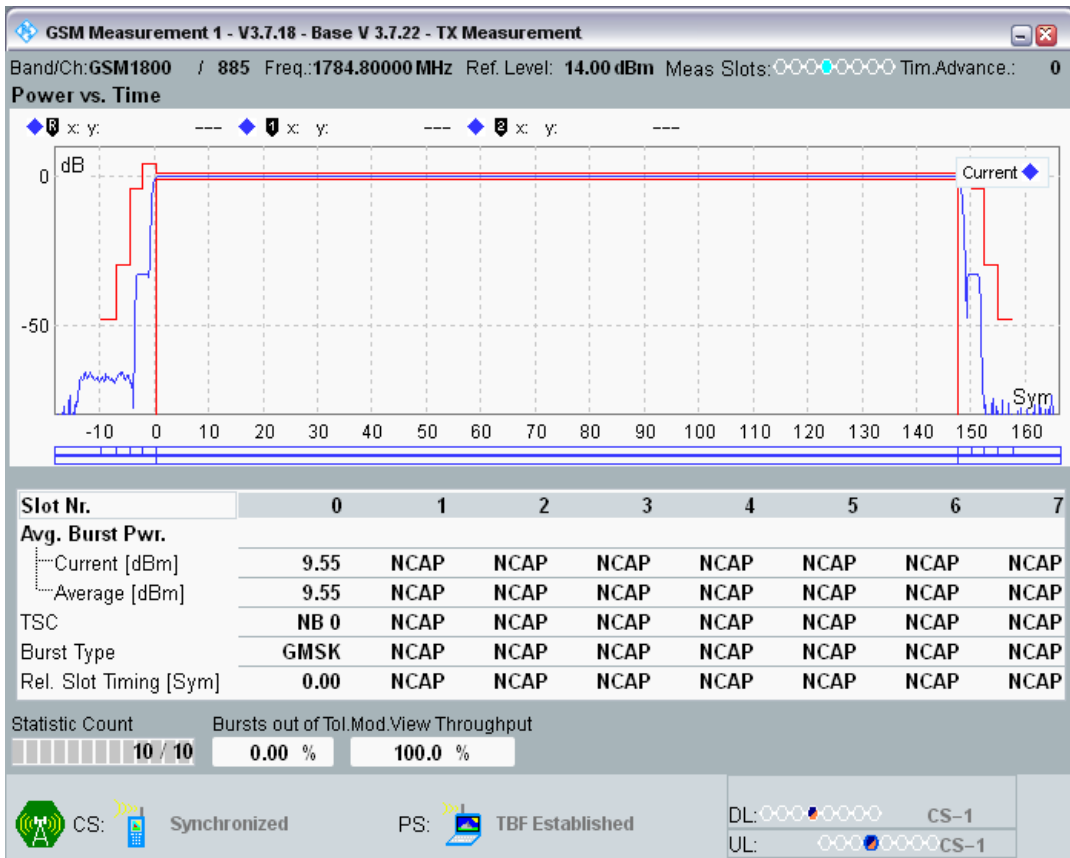 GSM Measurement 1 - V3.7.18 - Base V 3.7.22 - TX Measurement
Band/Ch:GSM1800 / 885 Freq.:1784.80000 MHz Ref. Level: 14.00 dBm Meas Slots: Tim.Advance.: 0
Power vs. Time
R x: y: --- 1 x: y: --- 2 x: y: ---
dB
Current
0
-50
Sym
-10 0 10 20 30 40 50 60 70 80 90 100 110 120 130 140 150 160
Slot Nr. 0 1 2 3 4 5 6 7
Avg. Burst Pwr.
Current [dBm] 9.55 NCAP NCAP NCAP NCAP NCAP NCAP NCAP
Average [dBm] 9.55 NCAP NCAP NCAP NCAP NCAP NCAP NCAP
TSC NB 0 NCAP NCAP NCAP NCAP NCAP NCAP NCAP
Burst Type GMSK NCAP NCAP NCAP NCAP NCAP NCAP NCAP
Rel. Slot Timing [Sym] 0.00 NCAP NCAP NCAP NCAP NCAP NCAP NCAP
Statistic Count Bursts out of Tol. Mod.View Throughput
10 / 10 0.00 % 100.0 %
CS: Synchronized PS: TBF Established
DL: CS-1
UL: CS-1